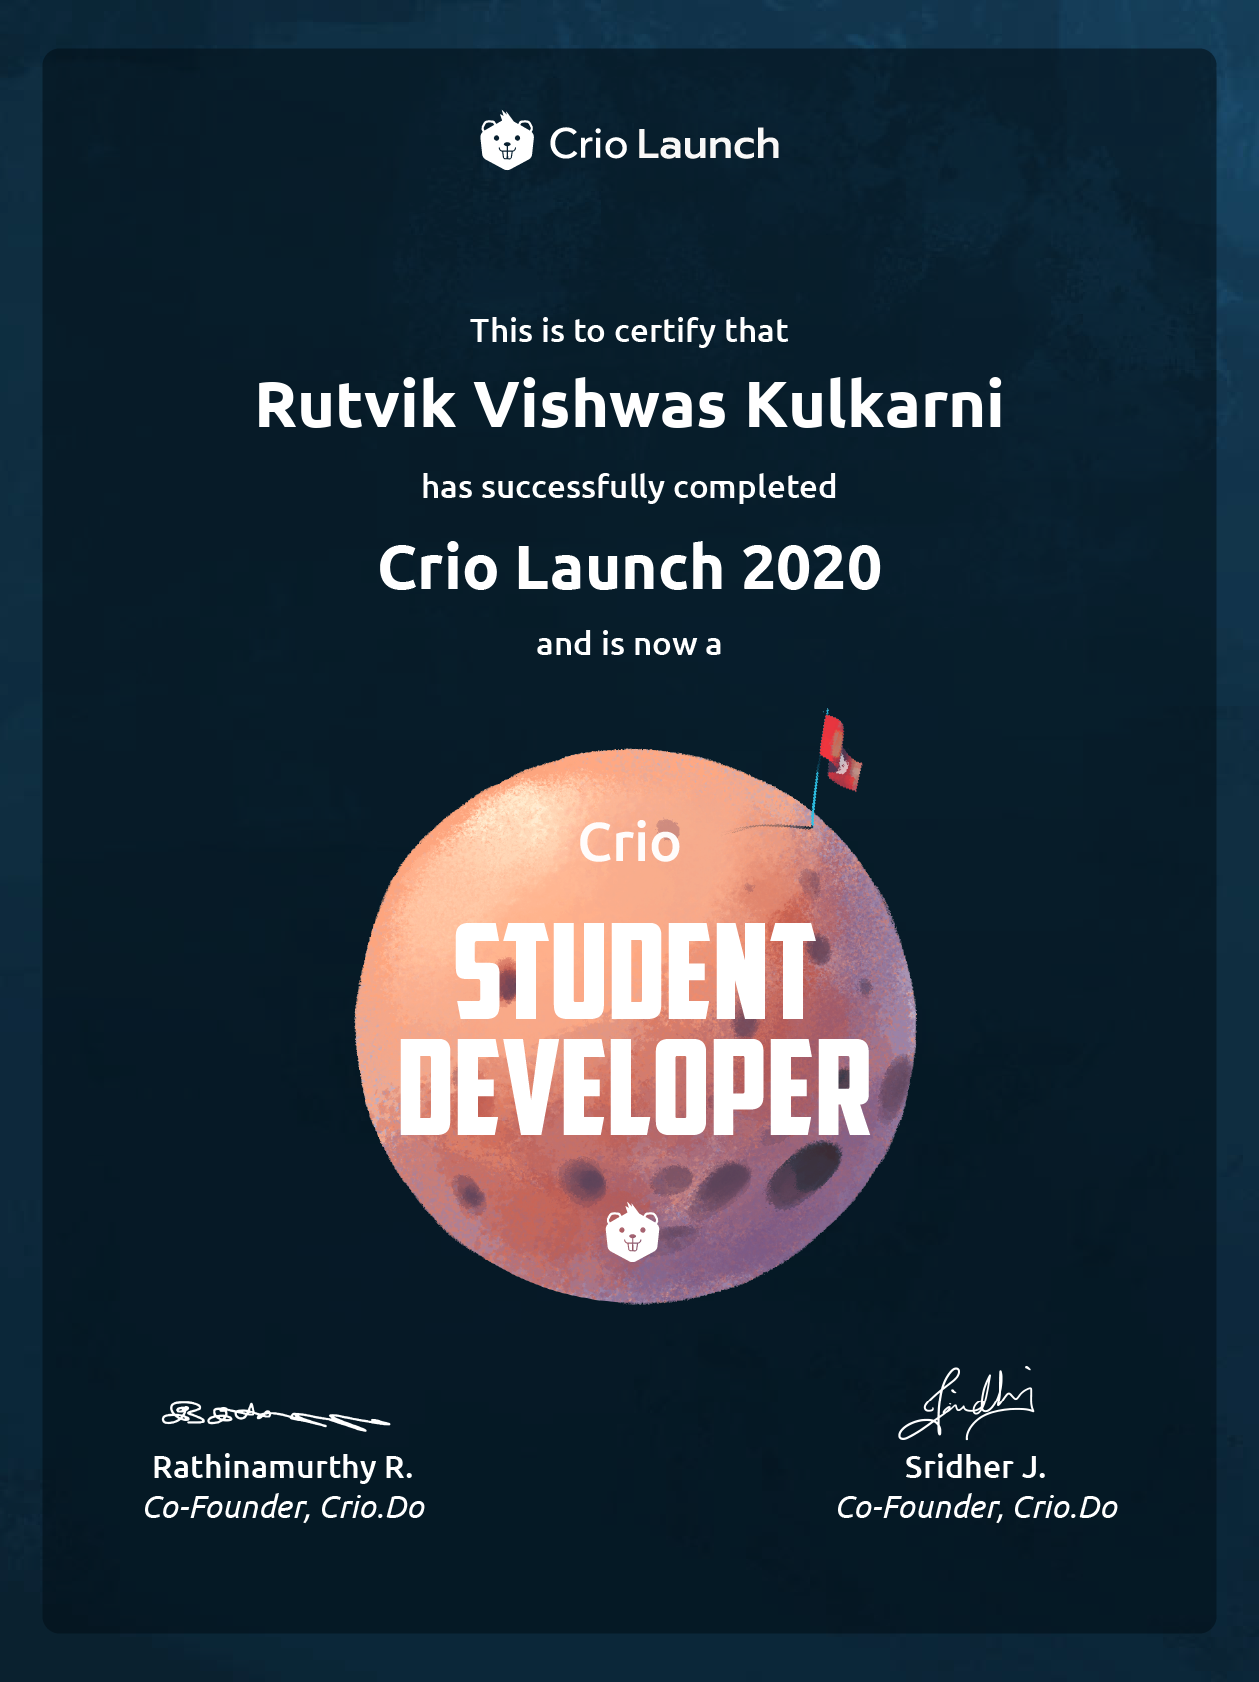 Crio Launch
This is to certify that
Rutvik Vishwas Kulkarni
has successfully completed
Crio Launch 2020
and is now a
Crio
STUDENT
DEVELOPER
Rathinamurthy R.
Co-Founder, Crio.Do
Sridher J.
Co-Founder, Crio.Do